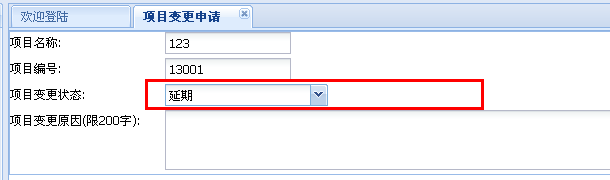 欢迎登陆 项目变更申请
项目名称: 123
项目编号: 13001
项目变更状态: 延期
项目变更原因(限200字):